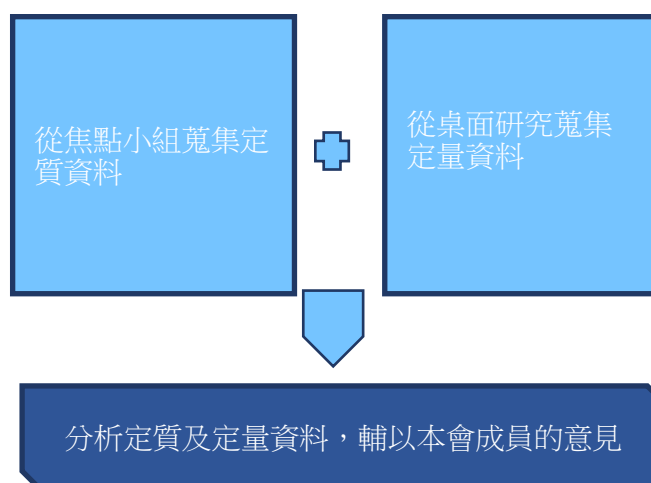 從焦點小組蒐集定
質資料
從桌面研究蒐集
定量資料
分析定質及定量資料，輔以本會成員的意見